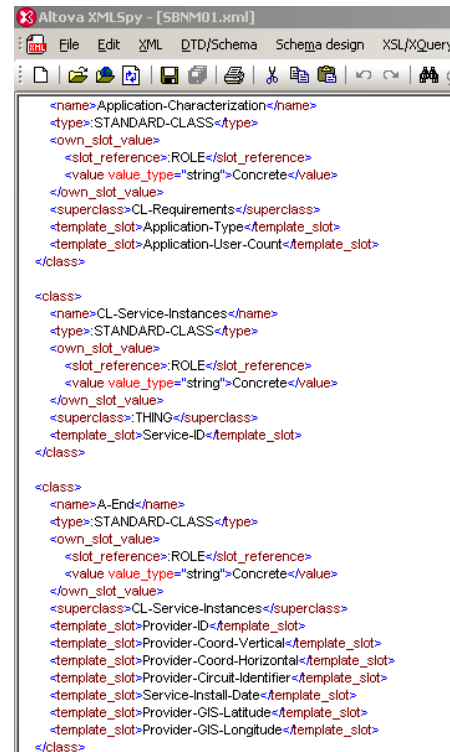 Altova XMLSpy - [SBNM01.xml]
File Edit XML DTD/Schema Schema design XSL/XQuery
<name>Application-Characterization</name>
<type>:STANDARD-CLASS</type>
<own_slot_value>
<slot_reference>:ROLE</slot_reference>
<value value_type="string">Concrete</value>
</own_slot_value>
<superclass>CL-Requirements</superclass>
<template_slot>Application-Type</template_slot>
<template_slot>Application-User-Count</template_slot>
</class>
<class>
<name>CL-Service-Instances</name>
<type>:STANDARD-CLASS</type>
<own_slot_value>
<slot_reference>:ROLE</slot_reference>
<value value_type="string">Concrete</value>
</own_slot_value>
<superclass>:THING</superclass>
<template_slot>Service-ID</template_slot>
</class>
<class>
<name>A-End</name>
<type>:STANDARD-CLASS</type>
<own_slot_value>
<slot_reference>:ROLE</slot_reference>
<value value_type="string">Concrete</value>
</own_slot_value>
<superclass>CL-Service-Instances</superclass>
<template_slot>Provider-ID</template_slot>
<template_slot>Provider-Coord-Vertical</template_slot>
<template_slot>Provider-Coord-Horizontal</template_slot>
<template_slot>Provider-Circuit-Identifier</template_slot>
<template_slot>Service-Install-Date</template_slot>
<template_slot>Provider-GIS-Latitude</template_slot>
<template_slot>Provider-GIS-Longitude</template_slot>
</class>